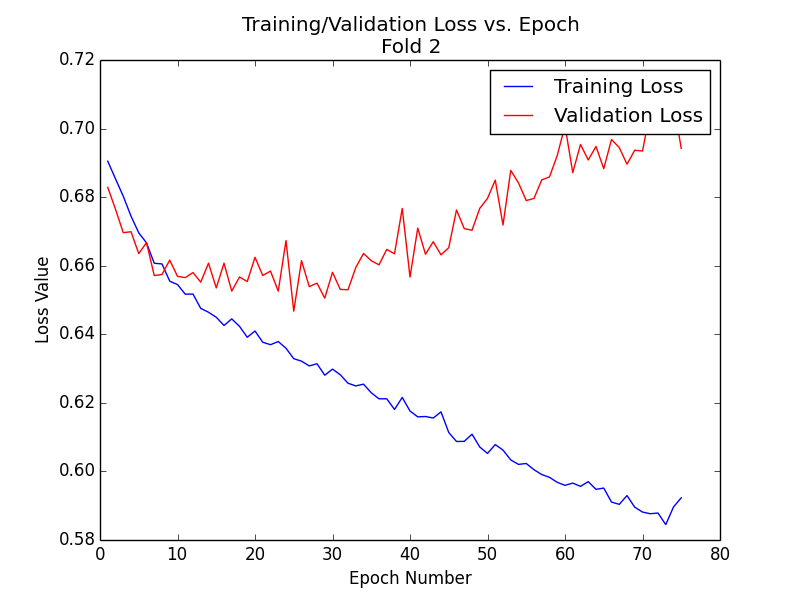 Training/Validation Loss vs. Epoch
Fold 2
Training Loss
Validation Loss
Loss Value
0.72
0.70
0.68
0.66
0.64
0.62
0.60
0.58
0 10 20 30 40 50 60 70 80
Epoch Number